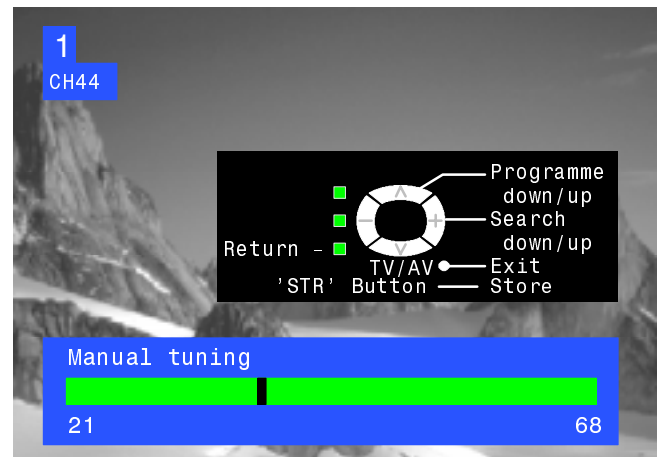 1
CH44
Programme
down/up
Search
down/up
Return –
TV/AV Exit
'STR' Button Store
Manual tuning
21 68